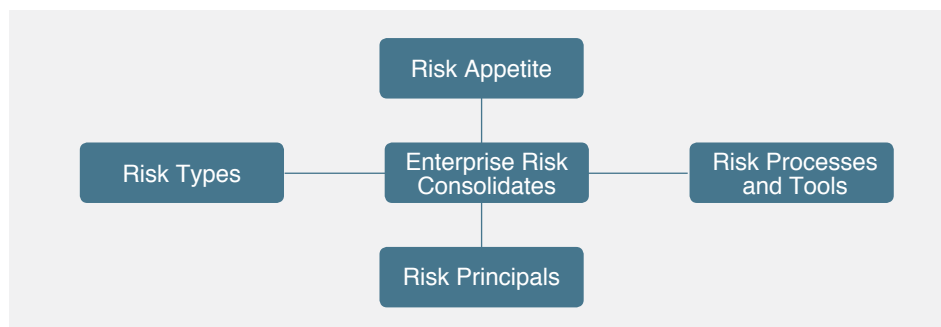 Risk Appetite
Risk Types
Enterprise Risk
Consolidates
Risk Processes
and Tools
Risk Principals